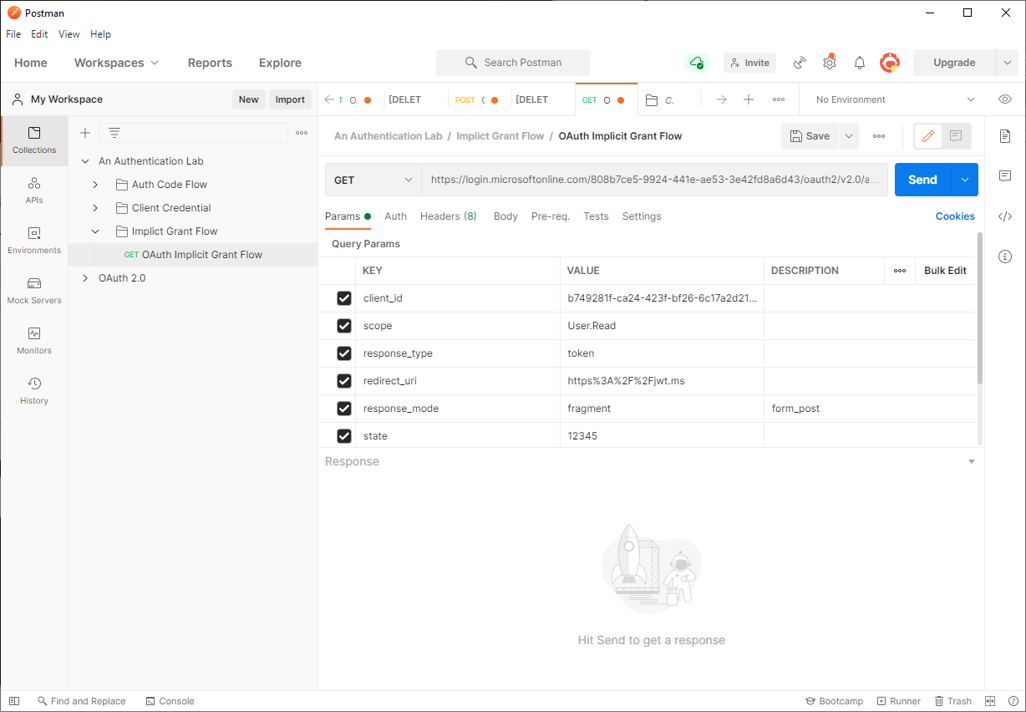 Postman
File Edit View Help
Home Workspaces Reports Explore Search Postman Invite Upgrade
My Workspace New Import
O. [DELET POST [DELET GET O C. No Environment
Collections
APIs
Environments
Mock Servers
Monitors
History
An Authentication Lab
Auth Code Flow
Client Credential
Implict Grant Flow
GET OAuth Implicit Grant Flow
OAuth 2.0
An Authentication Lab / Implict Grant Flow / OAuth Implicit Grant Flow Save
GET https://login.microsoftonline.com/808b7ce5-9924-441e-ae53-3e42fd8a6d43/oauth2/v2.0/a... Send
Params Auth Headers (8) Body Pre-req. Tests Settings Cookies
Query Params
KEY VALUE DESCRIPTION Bulk Edit
client_id b749281f-ca24-423f-bf26-6c17a2d21...
scope User.Read
response_type token
redirect_uri https%3A%2F%2Fjwt.ms
response_mode fragment form_post
state 12345
Response
Hit Send to get a response
Find and Replace Console Bootcamp Runner Trash